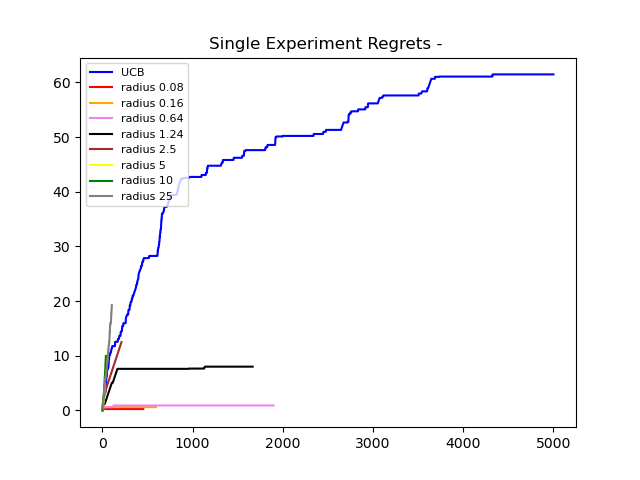 Single Experiment Regrets -
UCB
radius 0.08
radius 0.16
radius 0.64
radius 1.24
radius 2.5
radius 5
radius 10
radius 25
60
50
40
30
20
10
0
0 1000 2000 3000 4000 5000